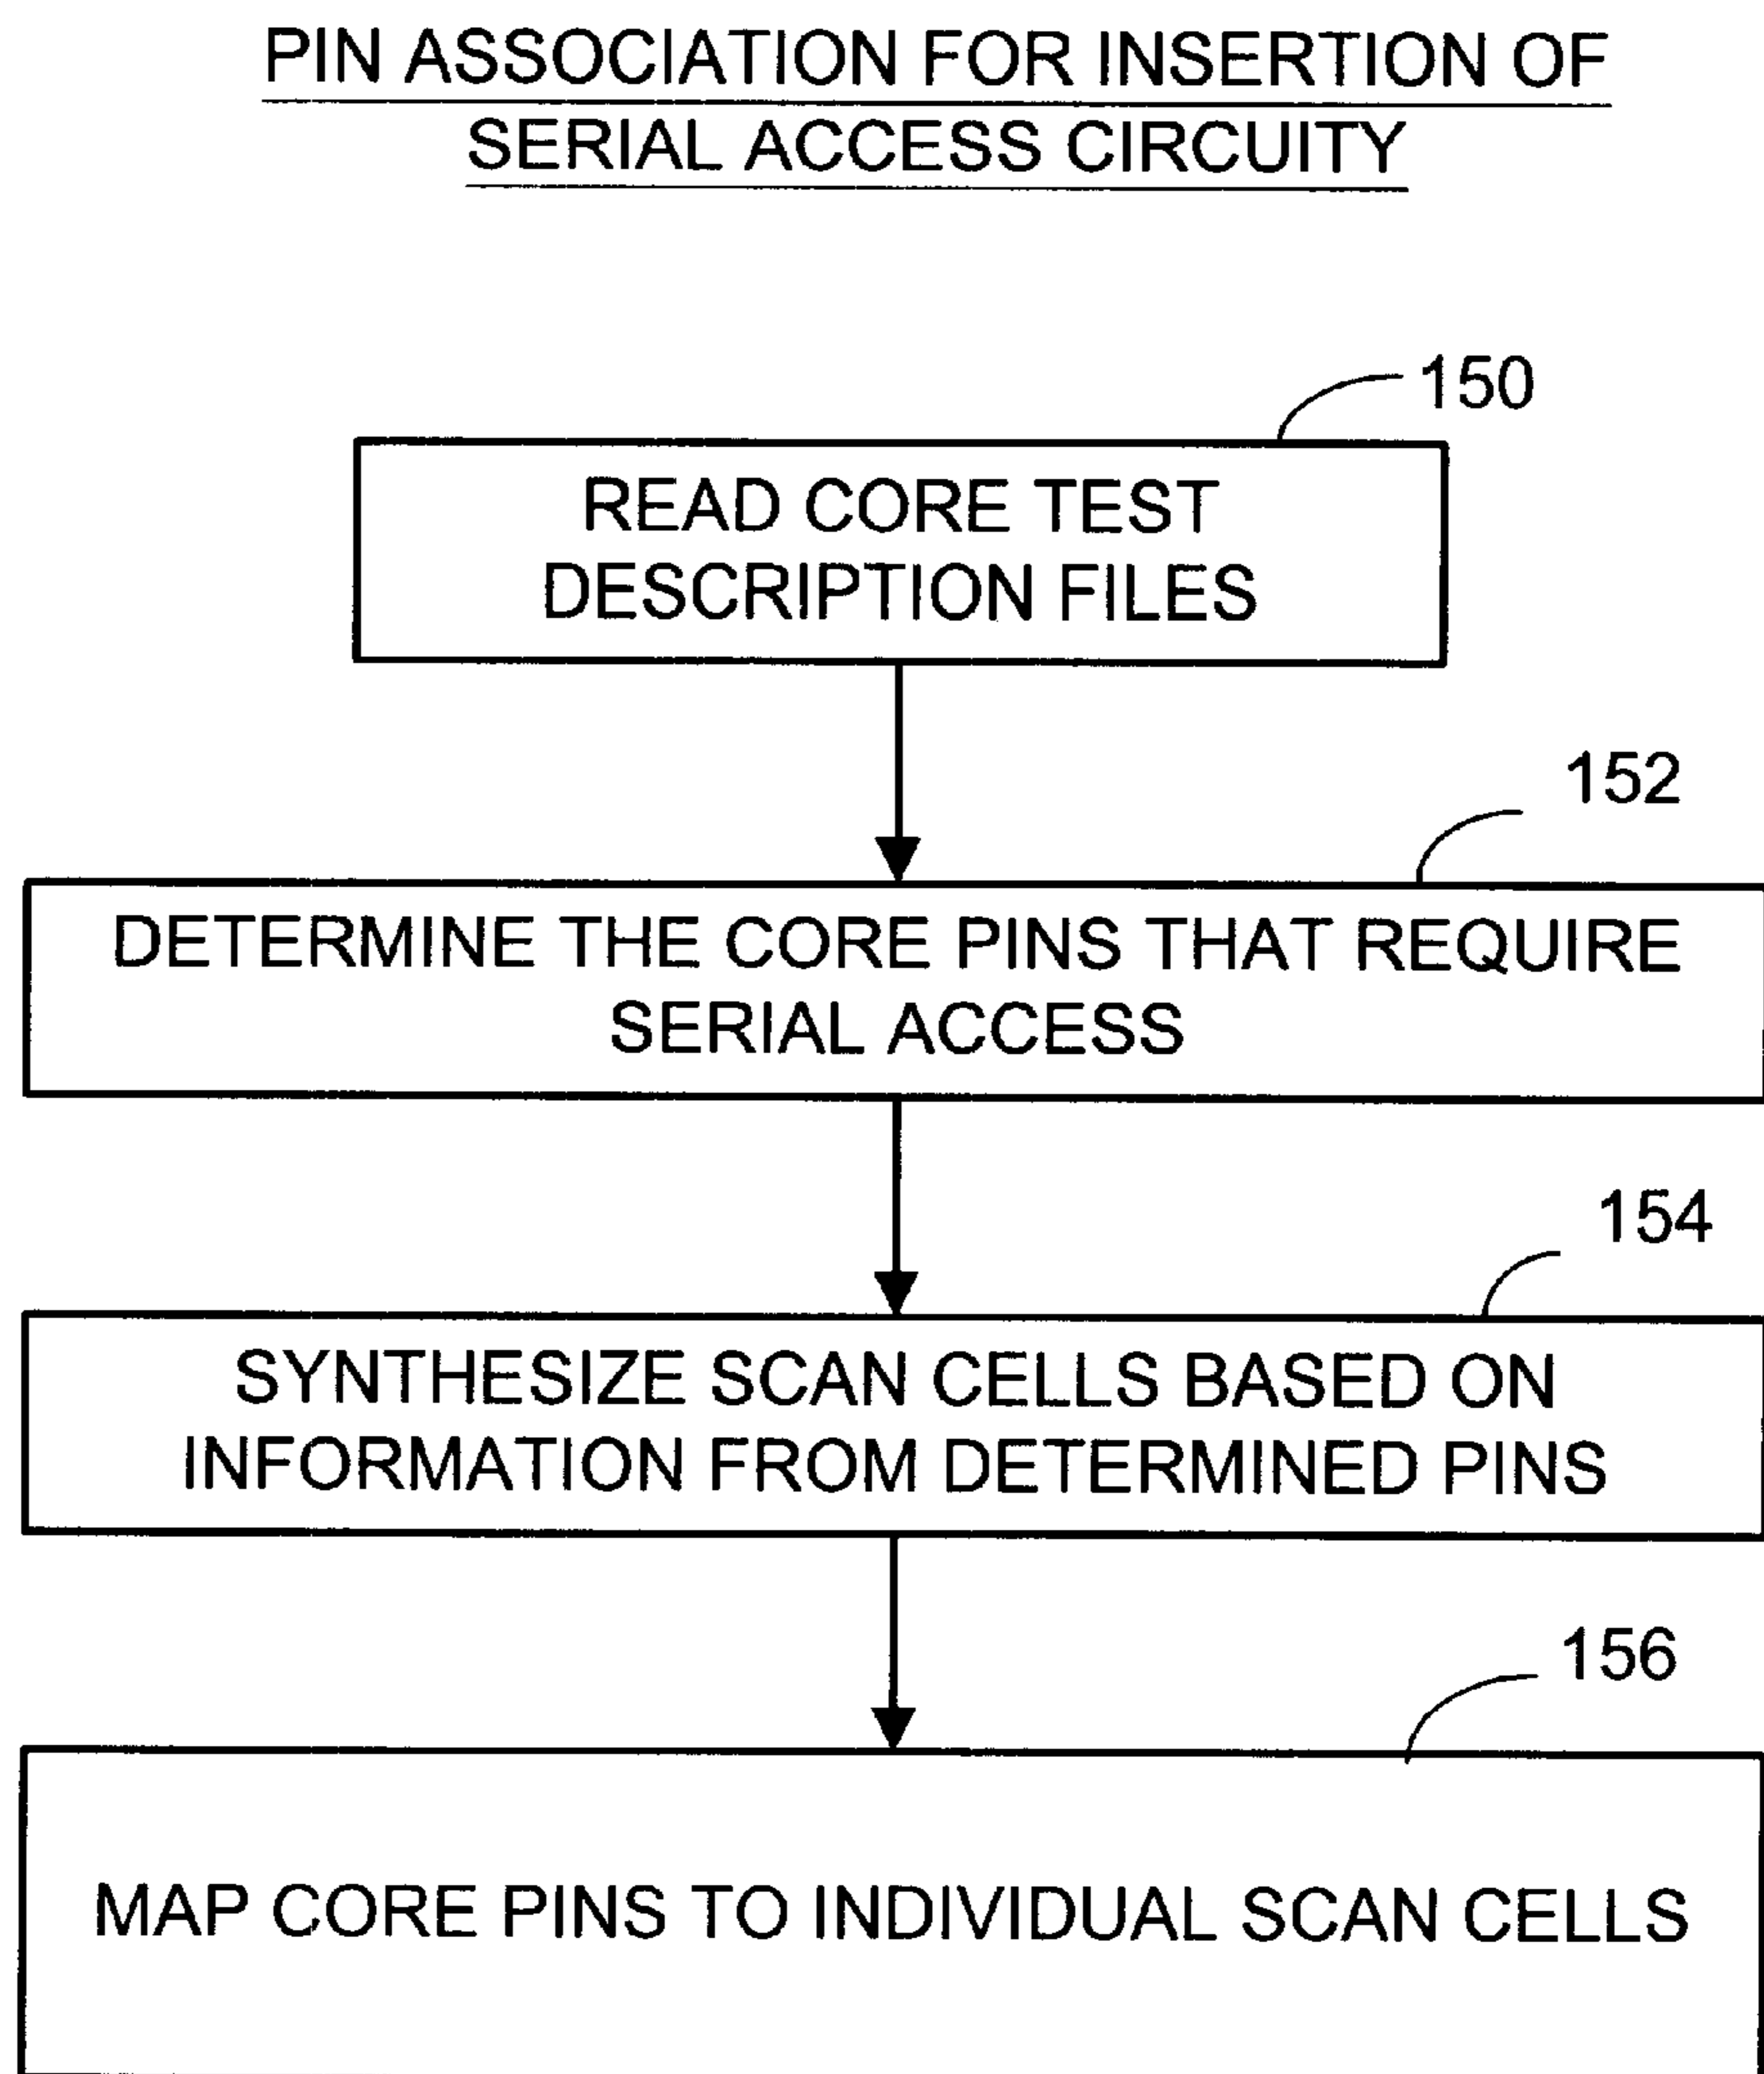 PIN ASSOCIATION FOR INSERTION OF
SERIAL ACCESS CIRCUITY
150
READ CORE TEST
DESCRIPTION FILES
152
DETERMINE THE CORE PINS THAT REQUIRE
SERIAL ACCESS
154
SYNTHESIZE SCAN CELLS BASED ON
INFORMATION FROM DETERMINED PINS
156
MAP CORE PINS TO INDIVIDUAL SCAN CELLS